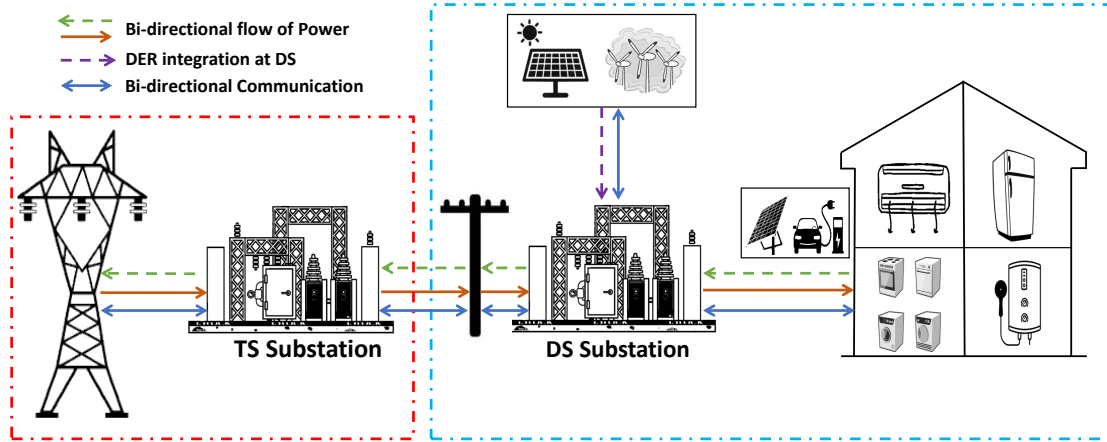 Bi-directional flow of Power
DER integration at DS
Bi-directional Communication
TS Substation
DS Substation